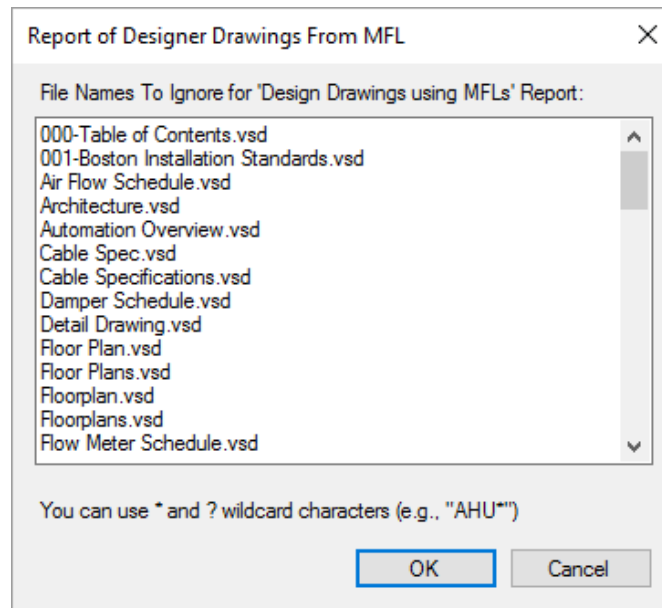 Report of Designer Drawings From MFL
File Names To Ignore for 'Design Drawings using MFLs' Report:
000-Table of Contents.vsd
001-Boston Installation Standards.vsd
Air Flow Schedule.vsd
Architecture.vsd
Automation Overview.vsd
Cable Spec.vsd
Cable Specifications.vsd
Damper Schedule.vsd
Detail Drawing.vsd
Floor Plan.vsd
Floor Plans.vsd
Floorplan.vsd
Floorplans.vsd
Flow Meter Schedule.vsd
You can use * and ? wildcard characters (e.g., "AHU*")
OK Cancel